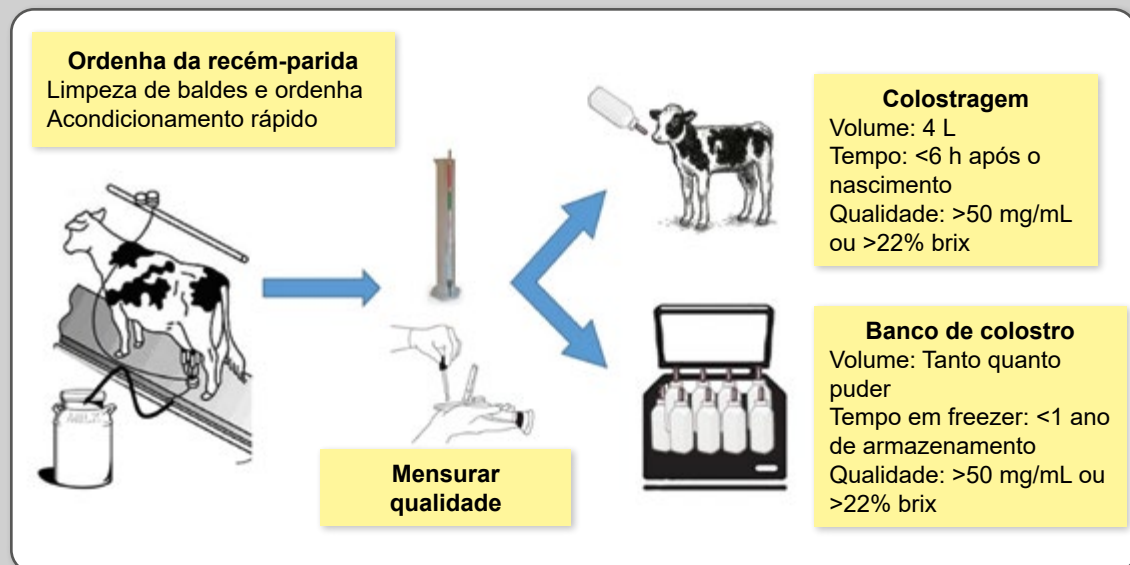 Ordenha da recém-parida
Limpeza de baldes e ordenha
Acondicionamento rápido
Mensurar
qualidade
Colostragem
Volume: 4 L
Tempo: <6 h após o
nascimento
Qualidade: >50 mg/mL
ou >22% brix
Banco de colostro
Volume: Tanto quanto
puder
Tempo em freezer: <1 ano
de armazenamento
Qualidade: >50 mg/mL ou
>22% brix